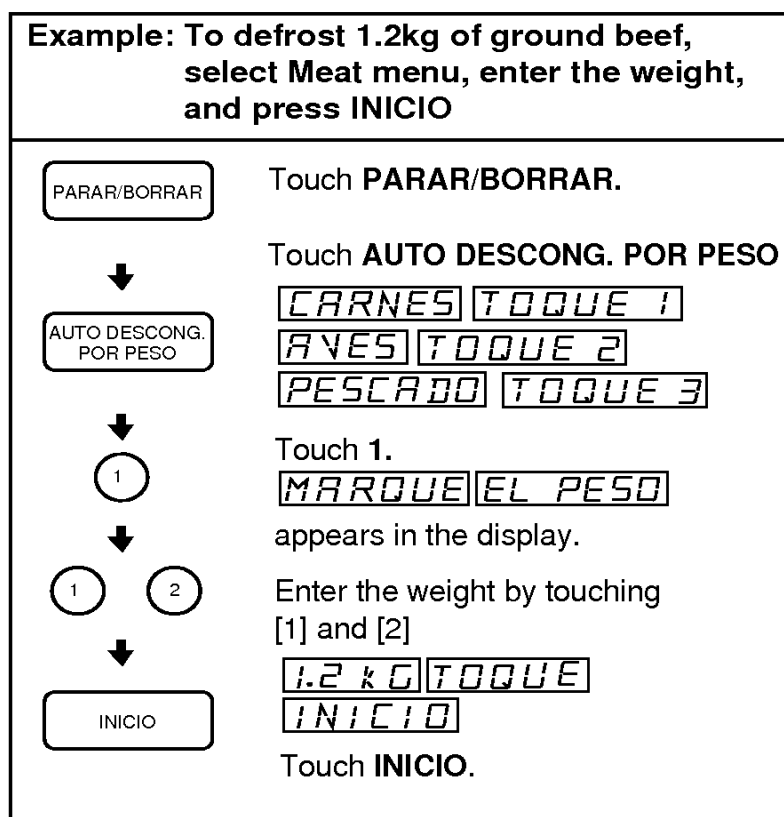 Example: To defrost 1.2kg of ground beef,
select Meat menu, enter the weight,
and press INICIO
PARAR/BORRAR
Touch PARAR/BORRAR.
Touch AUTO DESCONG. POR PESO
AUTO DESCONG.
POR PESO
CARNES TOQUE 1
AVES TOQUE 2
PESCADO TOQUE 3
1
Touch 1.
MARQUE EL PESO
appears in the display.
1 2
Enter the weight by touching
[1] and [2]
1.2 kG TOQUE
INICIO
INICIO
Touch INICIO.